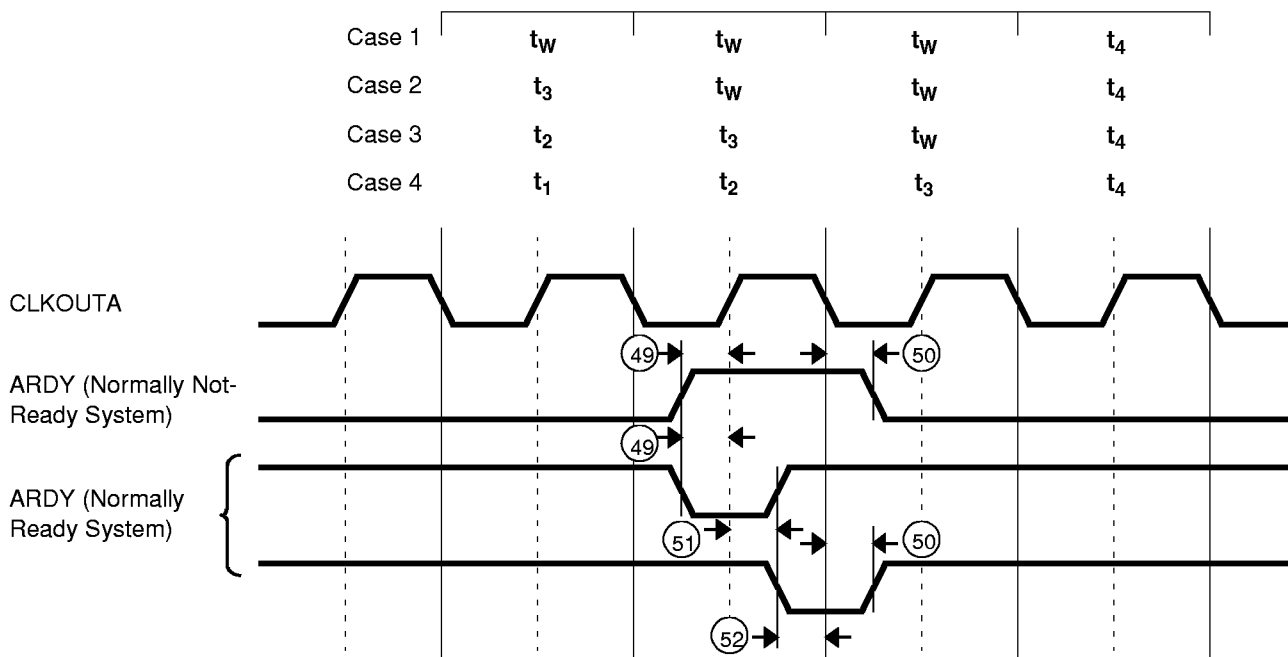 Case 1 tW tW tW t4
Case 2 t3 tW tW t4
Case 3 t2 t3 tW t4
Case 4 t1 t2 t3 t4
CLKOUTA
49 50
ARDY (Normally Not-
Ready System)
49
ARDY (Normally
Ready System)
51 50
52